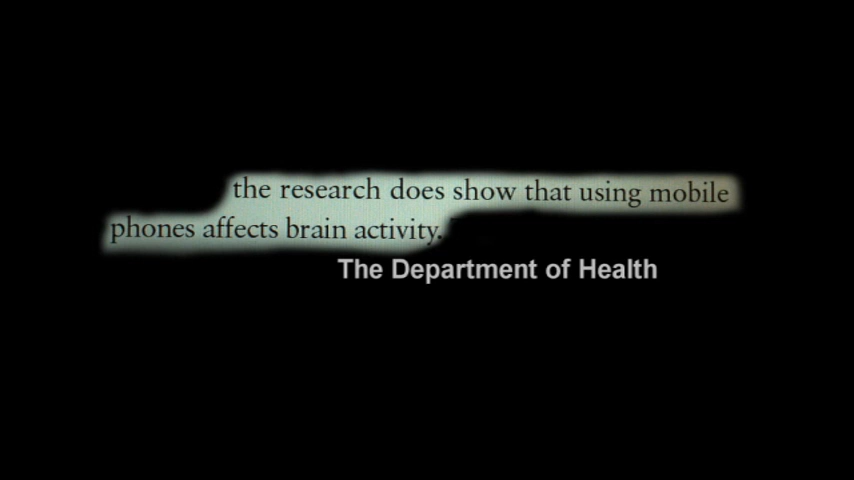 the research does show that using mobile
phones affects brain activity.
The Department of Health